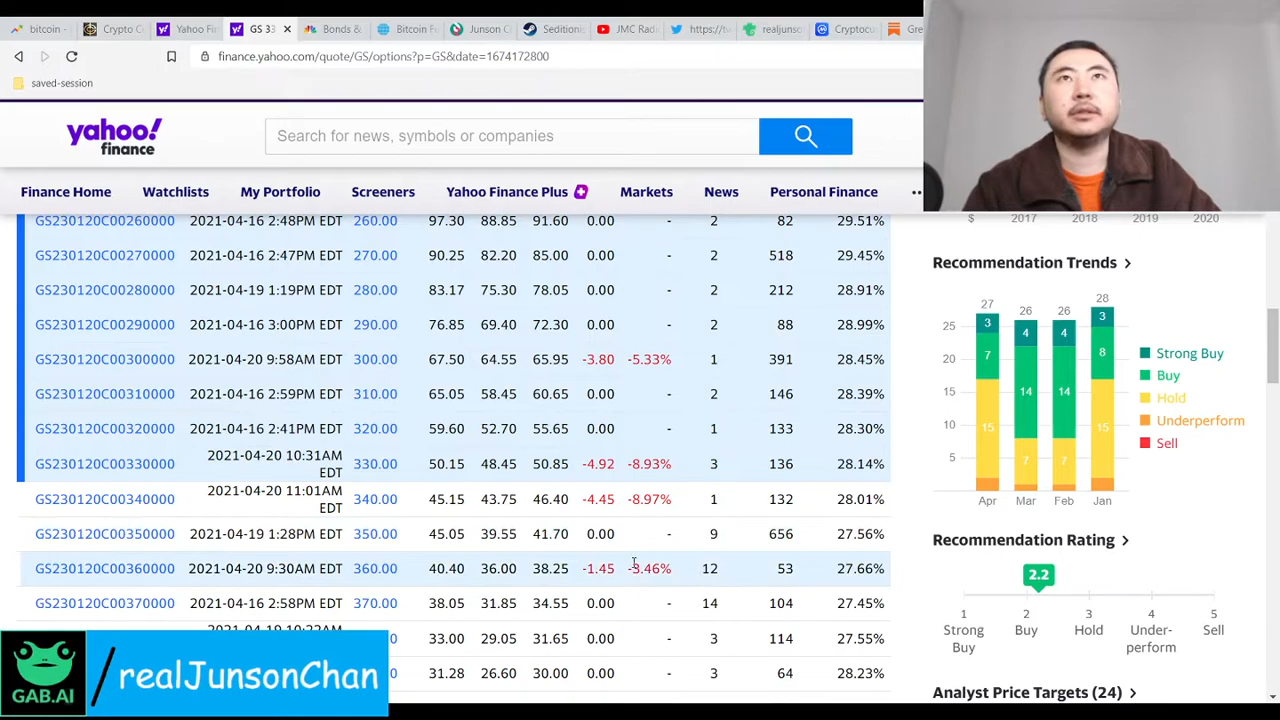 bitcoin -
Crypto C
Yahoo Fin
GS 33
Bonds &
Bitcoin F
Junson C
Sedition
JMC Radi
https://tw
realjunso
Cryptocu
Gre
finance.yahoo.com/quote/GS/options?p=GS&date=1674172800
saved-session
yahoo!
finance
Search for news, symbols or companies
Finance Home Watchlists My Portfolio Screeners Yahoo Finance Plus Markets News Personal Finance
GS230120C00260000 2021-04-16 2:48PM EDT 260.00 97.30 88.85 91.60 0.00 - 2 82 29.51%
GS230120C00270000 2021-04-16 2:47PM EDT 270.00 90.25 82.20 85.00 0.00 - 2 518 29.45%
GS230120C00280000 2021-04-19 1:19PM EDT 280.00 83.17 75.30 78.05 0.00 - 2 212 28.91%
GS230120C00290000 2021-04-16 3:00PM EDT 290.00 76.85 69.40 72.30 0.00 - 2 88 28.99%
GS230120C00300000 2021-04-20 9:58AM EDT 300.00 67.50 64.55 65.95 -3.80 -5.33% 1 391 28.45%
GS230120C00310000 2021-04-16 2:59PM EDT 310.00 65.05 58.45 60.65 0.00 - 2 146 28.39%
GS230120C00320000 2021-04-16 2:41PM EDT 320.00 59.60 52.70 55.65 0.00 - 1 133 28.30%
GS230120C00330000 2021-04-20 10:31AM EDT 330.00 50.15 48.45 50.85 -4.92 -8.93% 3 136 28.14%
GS230120C00340000 2021-04-20 11:01AM EDT 340.00 45.15 43.75 46.40 -4.45 -8.97% 1 132 28.01%
GS230120C00350000 2021-04-19 1:28PM EDT 350.00 45.05 39.55 41.70 0.00 - 9 656 27.56%
GS230120C00360000 2021-04-20 9:30AM EDT 360.00 40.40 36.00 38.25 -1.45 -3.46% 12 53 27.66%
GS230120C00370000 2021-04-16 2:58PM EDT 370.00 38.05 31.85 34.55 0.00 - 14 104 27.45%
33.00 29.05 31.65 0.00 - 3 114 27.55%
31.28 26.60 30.00 0.00 - 3 64 28.23%
$ 2017 2018 2019 2020
Recommendation Trends
27 26 26 28
25 20 15 10 5
3 4 4 3
7 14 14 8
15 7 7 15
Apr Mar Feb Jan
Strong Buy
Buy
Hold
Underperform
Sell
Recommendation Rating
2.2
1 2 3 4 5
Strong Buy
Buy
Hold
Under-perform
Sell
Analyst Price Targets (24)
GAB.AI
/realJunsonChan